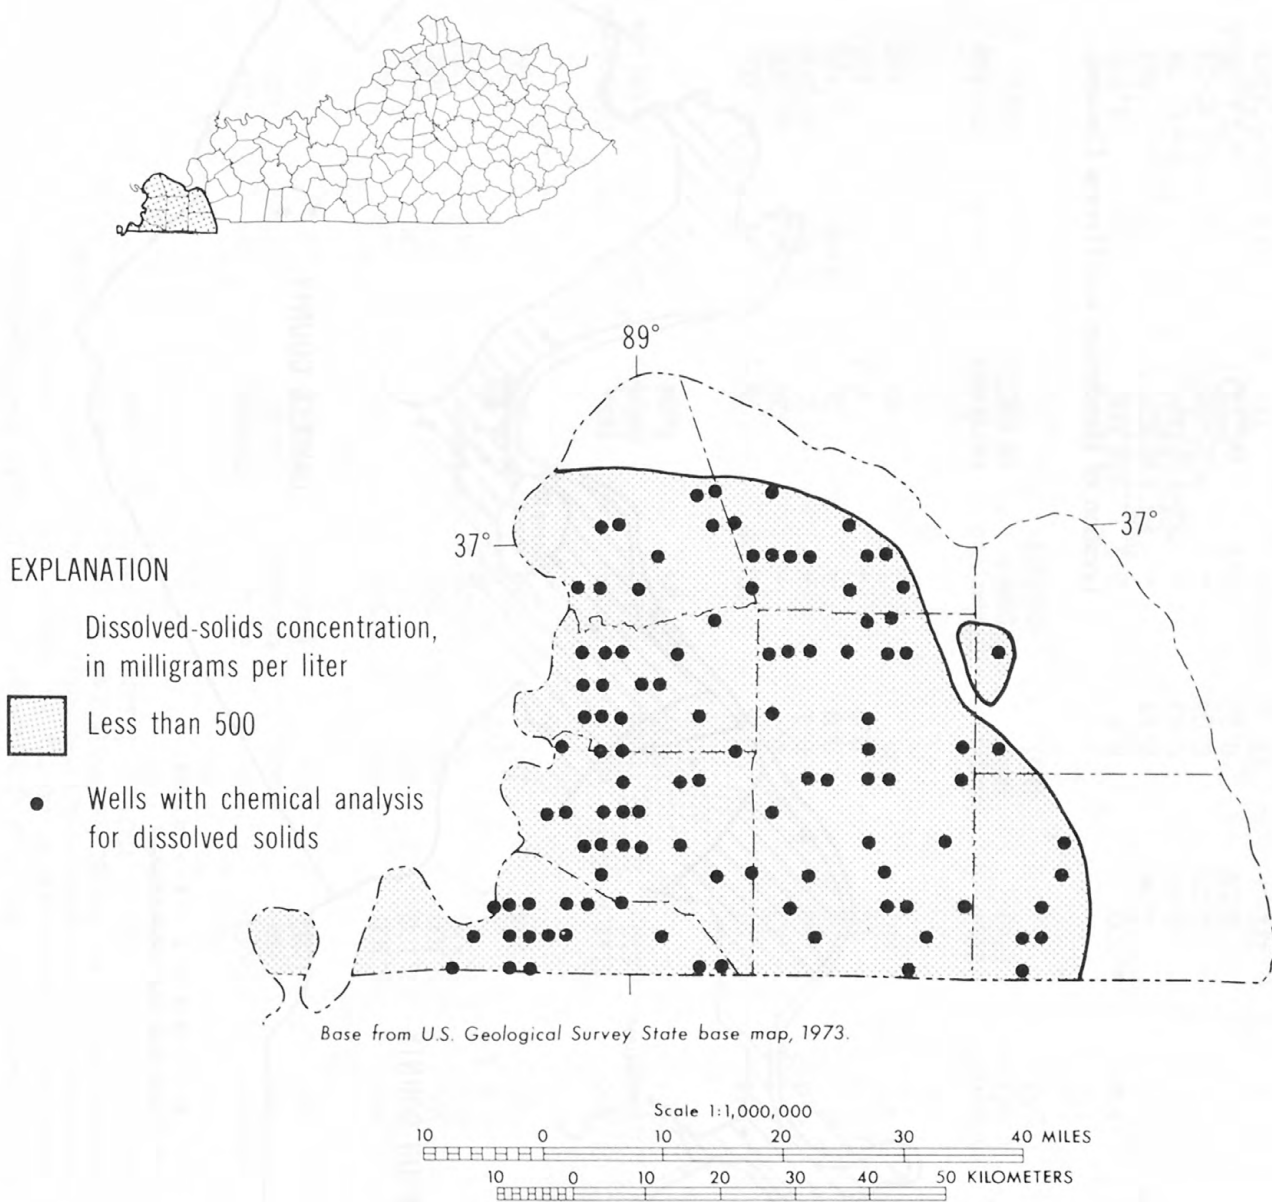 89°
37°
37°
EXPLANATION
Dissolved-solids concentration,
in milligrams per liter
Less than 500
Wells with chemical analysis
for dissolved solids
Base from U.S. Geological Survey State base map, 1973.
Scale 1:1,000,000
10 0 10 20 30 40 MILES
10 0 10 20 30 40 50 KILOMETERS